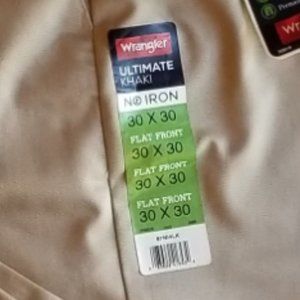 Wrangler
ULTIMATE
KHAKI
NO IRON
30 X 30
FLAT FRONT
30 X 30
FLAT FRONT
30 X 30
FLAT FRONT
30 X 30
Wr